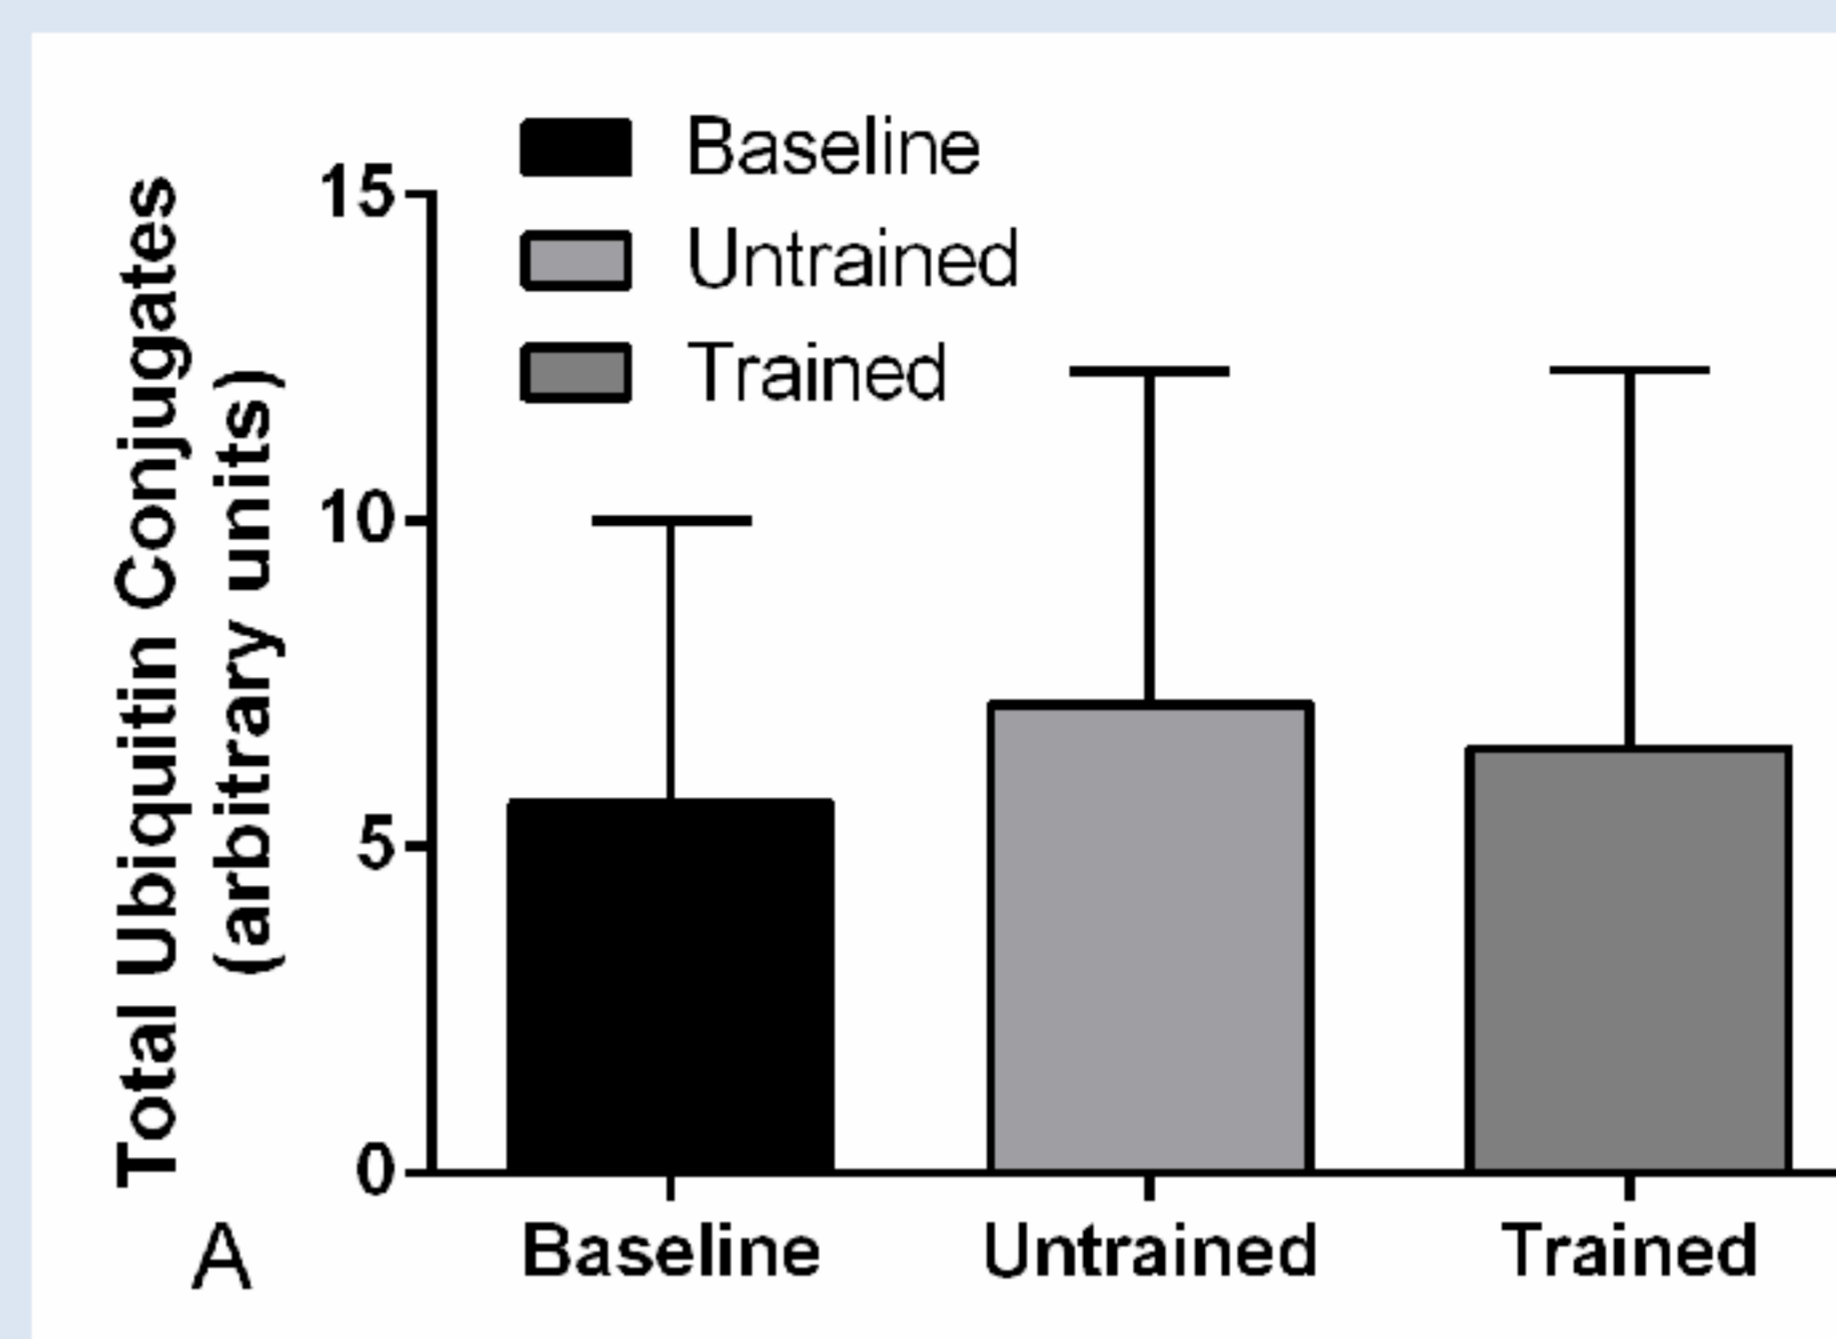 Total Ubiquitin Conjugates
(arbitrary units)
15
10
5
0
Baseline
Untrained
Trained
Baseline
Untrained
Trained
A